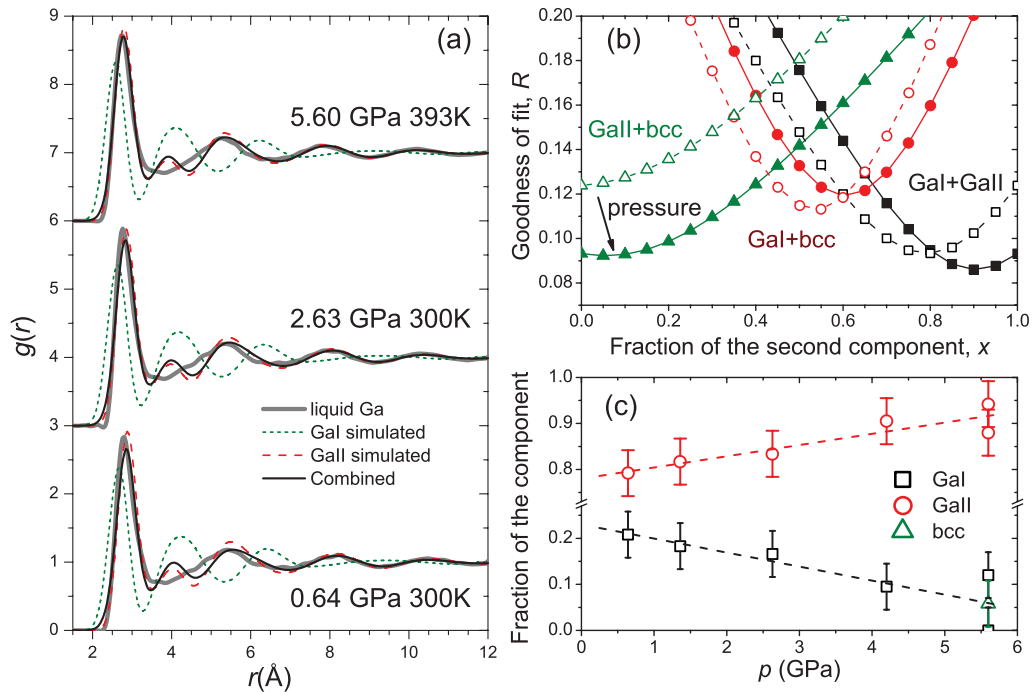 (a)
9
8
7
6
5
4
3
2
1
0
g(r)
5.60 GPa 393K
2.63 GPa 300K
liquid Ga
GaI simulated
GaII simulated
Combined
0.64 GPa 300K
2 4 6 8 10 12
r(Å)
(b)
0.20
0.18
0.16
0.14
0.12
0.10
0.08
Goodness of fit, R
GaII+bcc
pressure
GaI+bcc
GaI+GaII
0.0 0.2 0.4 0.6 0.8 1.0
Fraction of the second component, x
(c)
1.0
0.9
0.8
0.2
0.1
0.0
Fraction of the component
GaI
GaII
bcc
0 1 2 3 4 5 6
p (GPa)